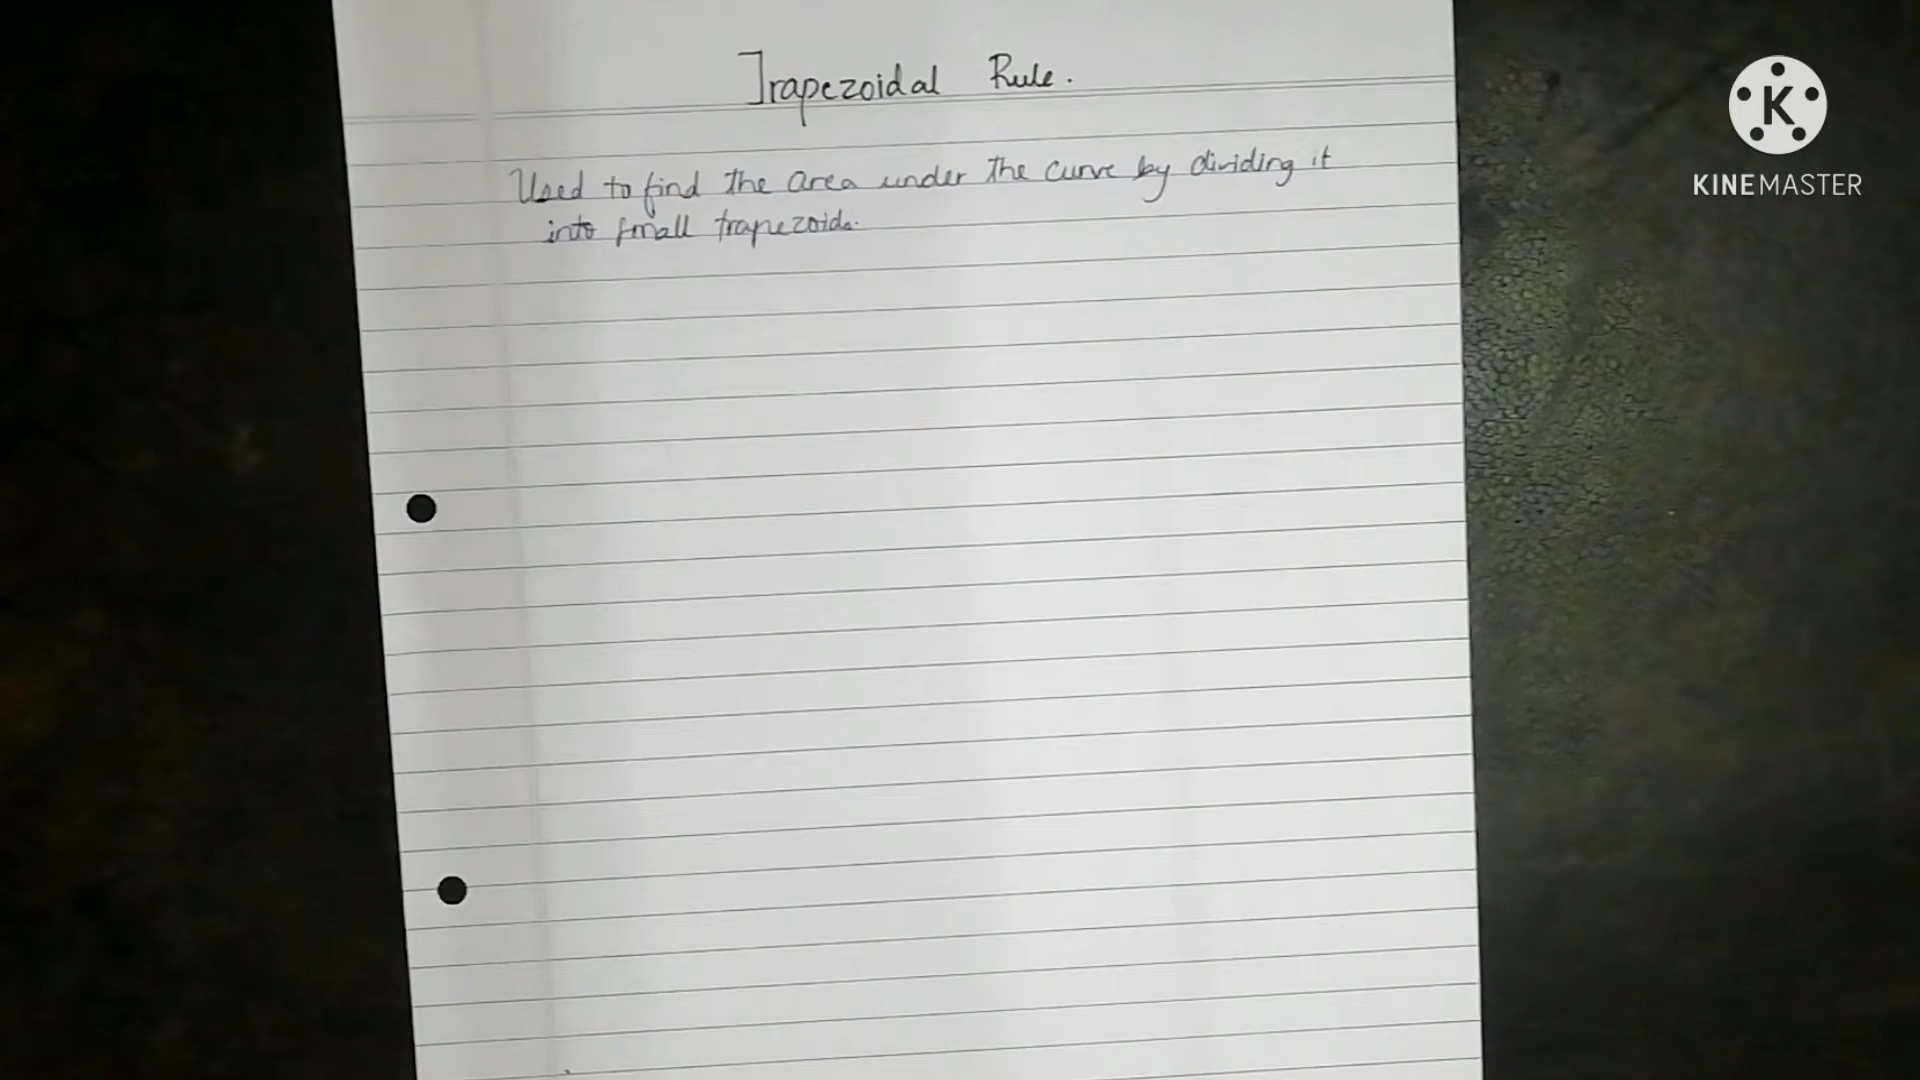 Trapezoidal Rule.
Used to find the area under the curve by dividing it
into small trapezoids.
KINEMASTER